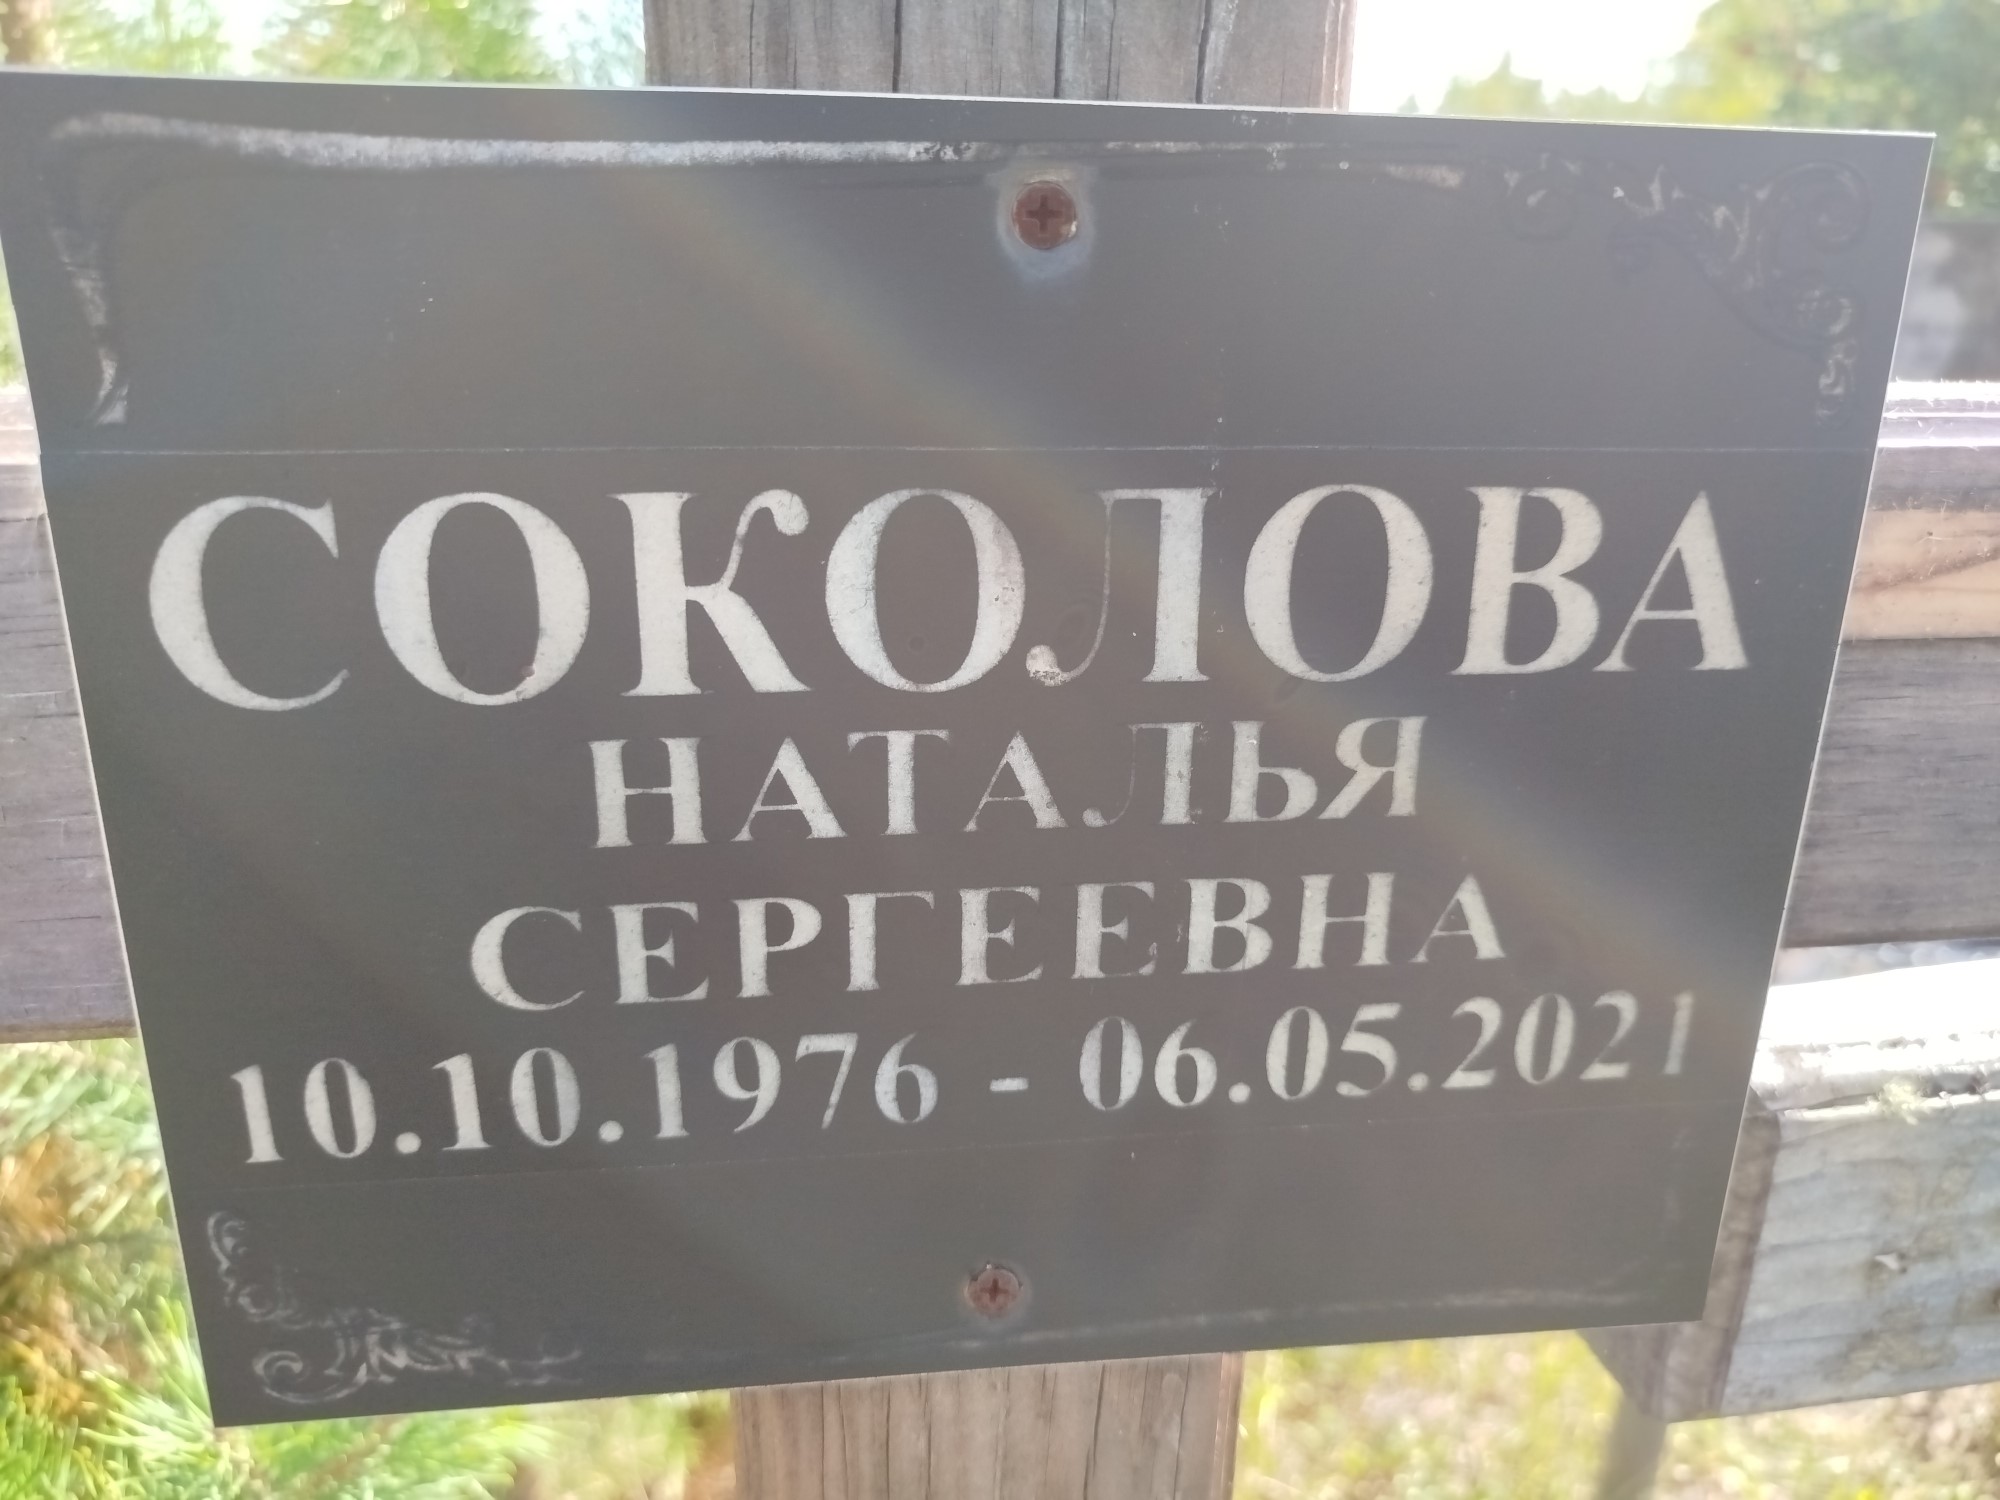 СОКОЛОВА
НАТАЛЬЯ
СЕРГЕЕВНА
10.10.1976 - 06.05.2021